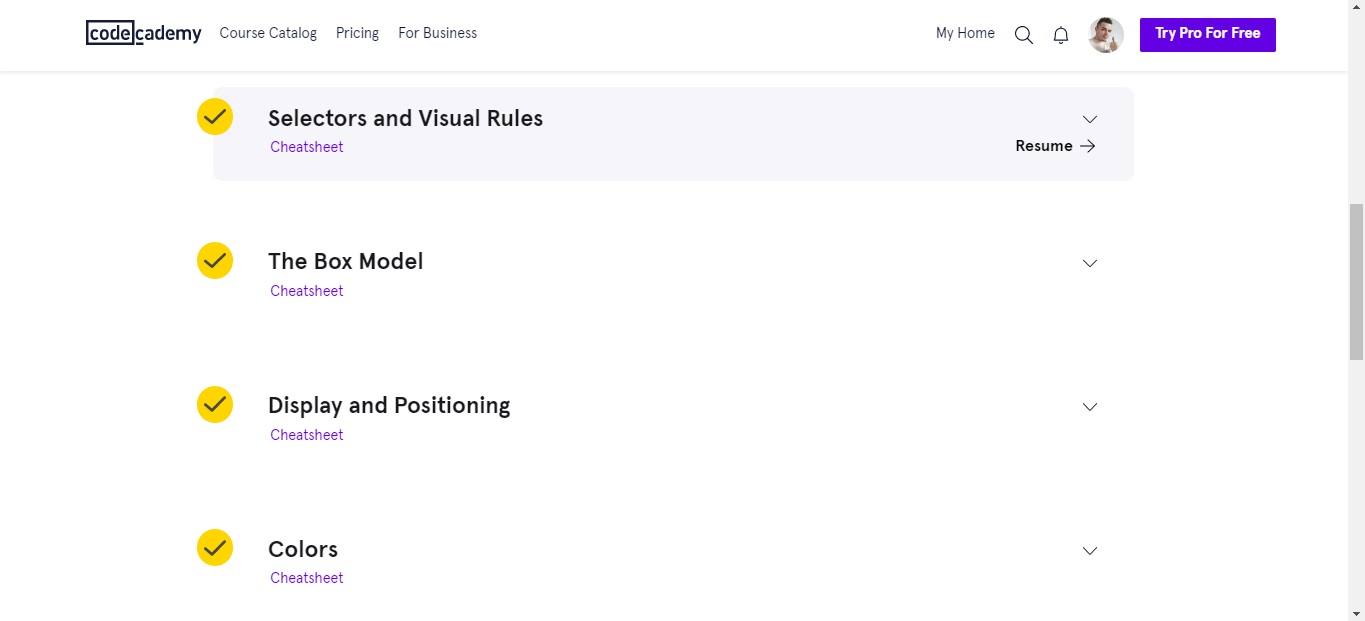 codecademy
Course Catalog
Pricing
For Business
My Home
Try Pro For Free
Selectors and Visual Rules
Cheatsheet
Resume
The Box Model
Cheatsheet
Display and Positioning
Cheatsheet
Colors
Cheatsheet